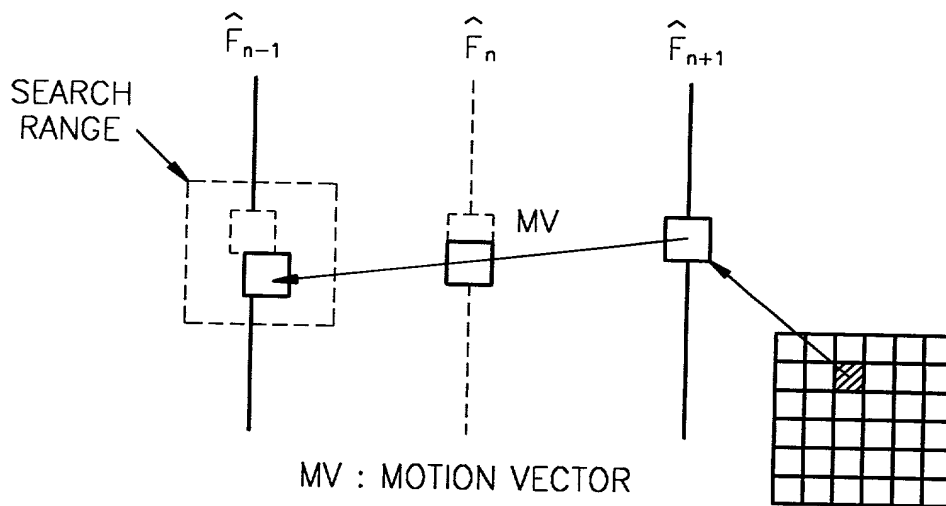 F̂ₙ₋₁
F̂ₙ
F̂ₙ₊₁
SEARCH
RANGE
MV
MV : MOTION VECTOR